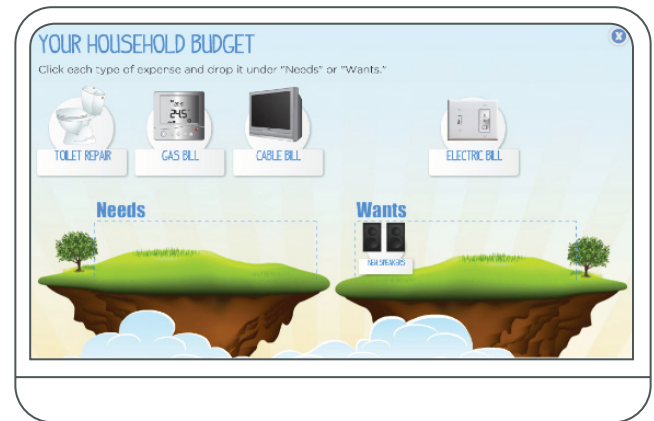 YOUR HOUSEHOLD BUDGET
Click each type of expense and drop it under "Needs" or "Wants."
TOILET REPAIR
GAS BILL
CABLE BILL
ELECTRIC BILL
Needs
Wants
NEW SPEAKERS